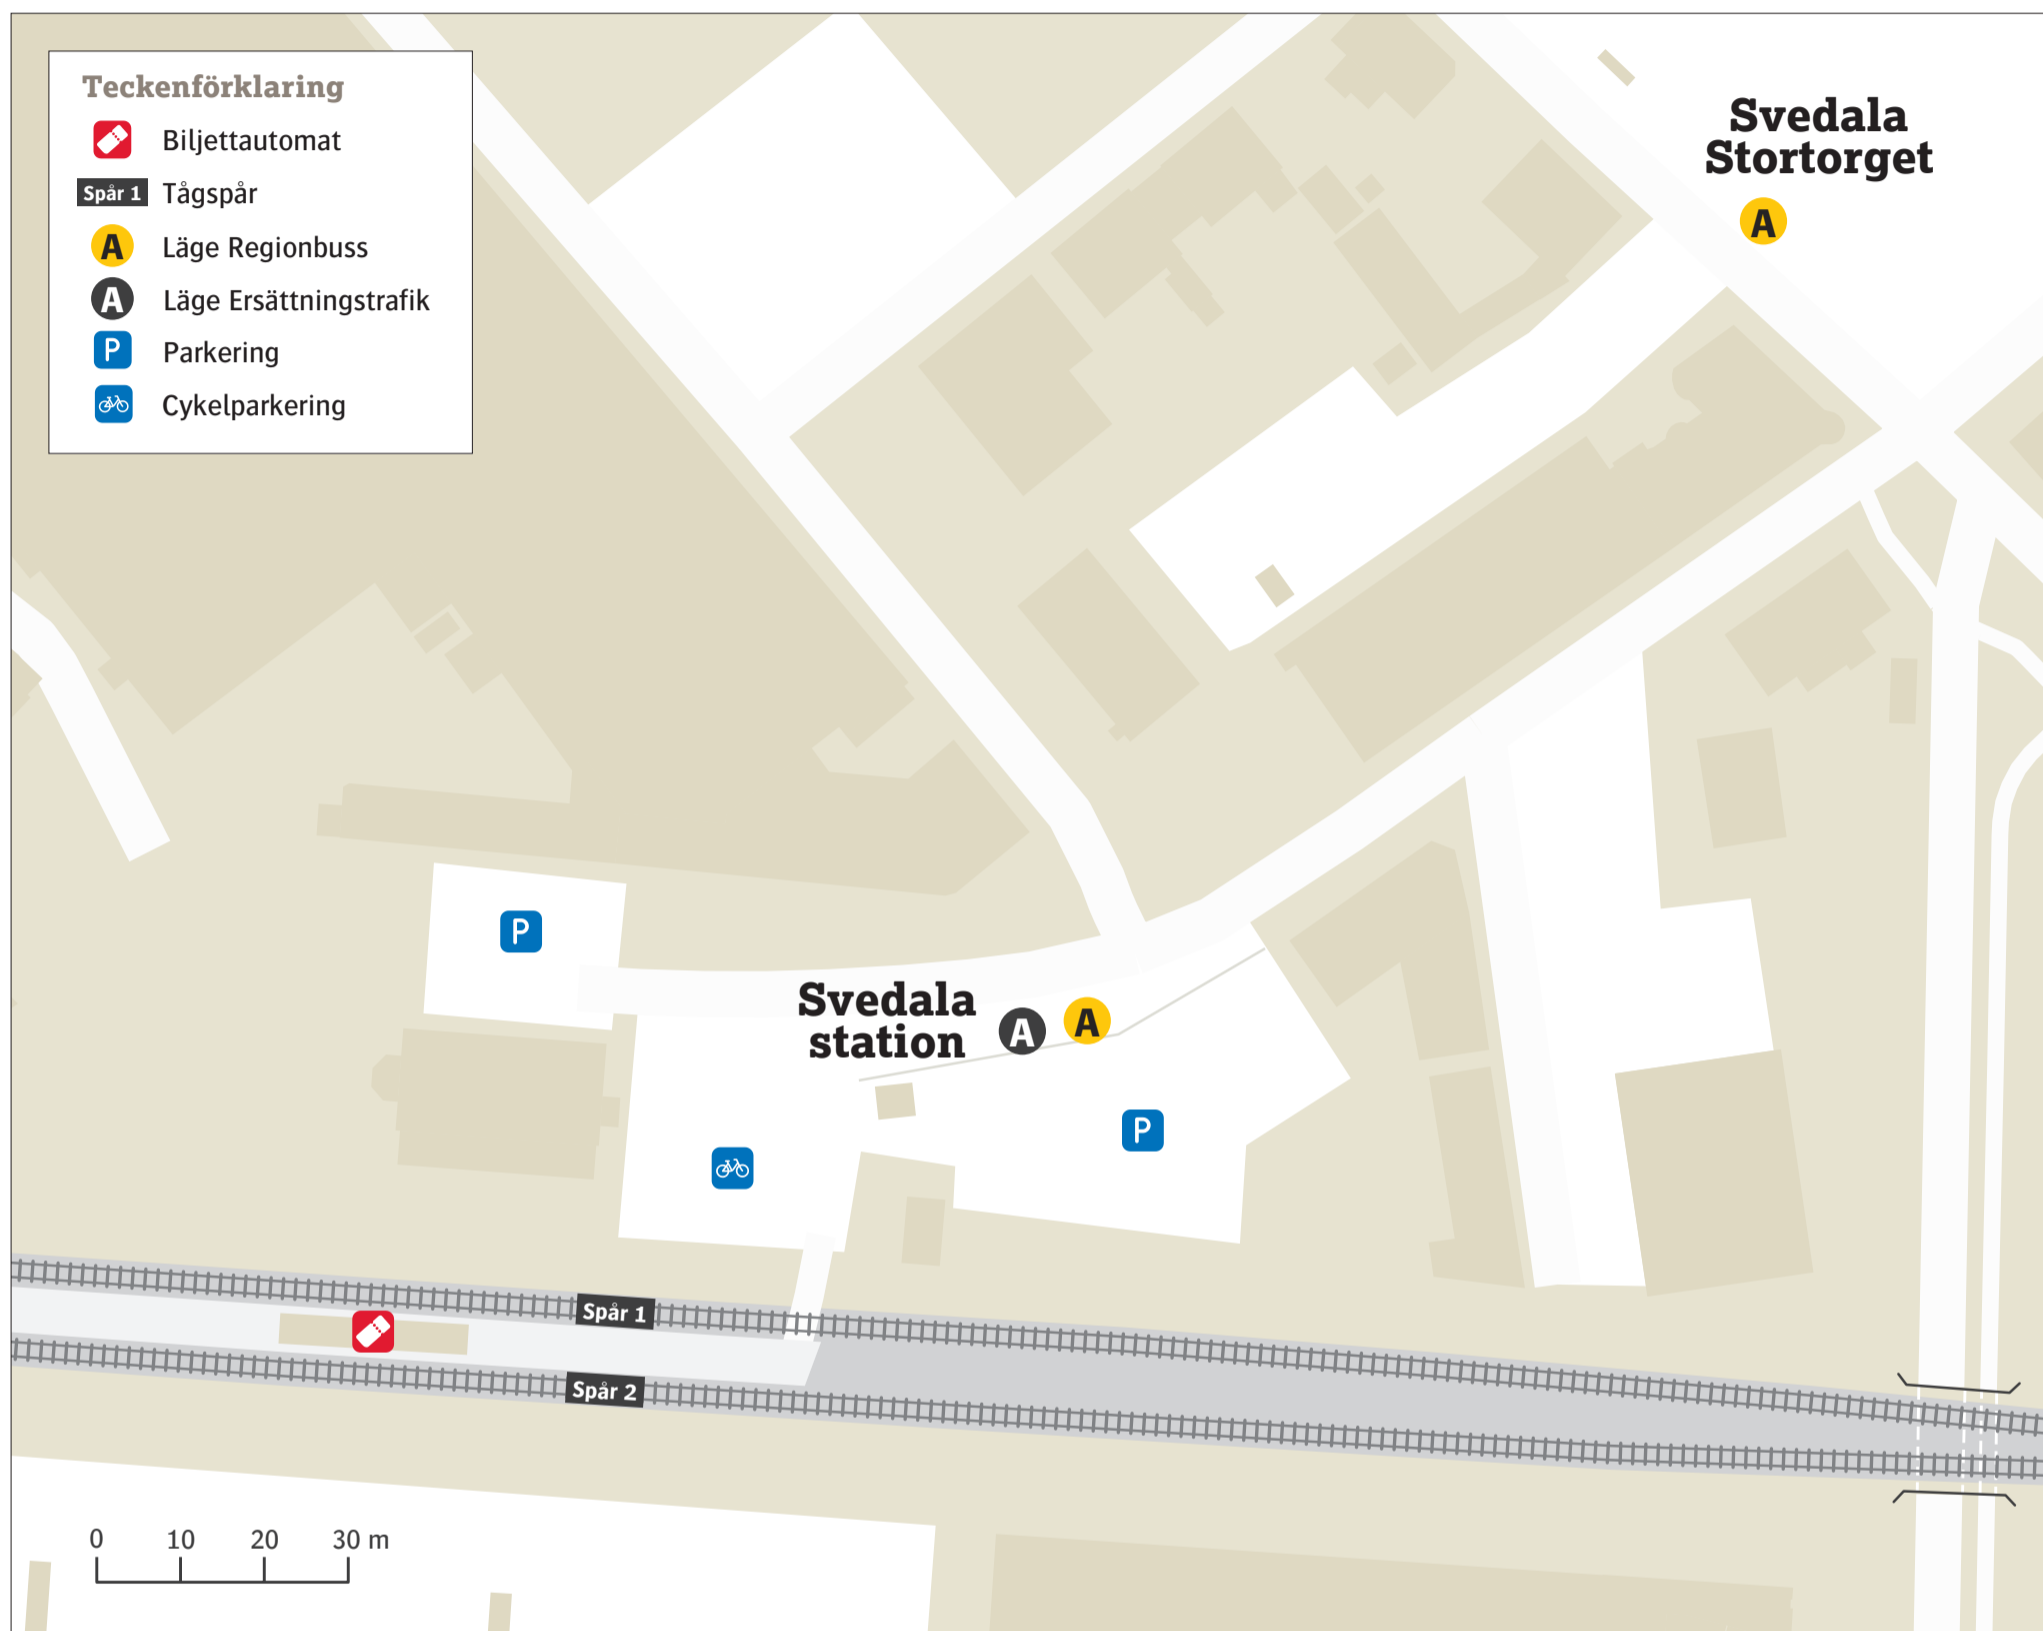 Teckenförklaring
Biljettautomat
Spår 1 Tågspår
A Läge Regionbuss
A Läge Ersättningstrafik
P Parkering
Cykelparkering
Svedala
Stortorget
A
P
Svedala
station
A A
P
Spår 1
Spår 2
0 10 20 30 m